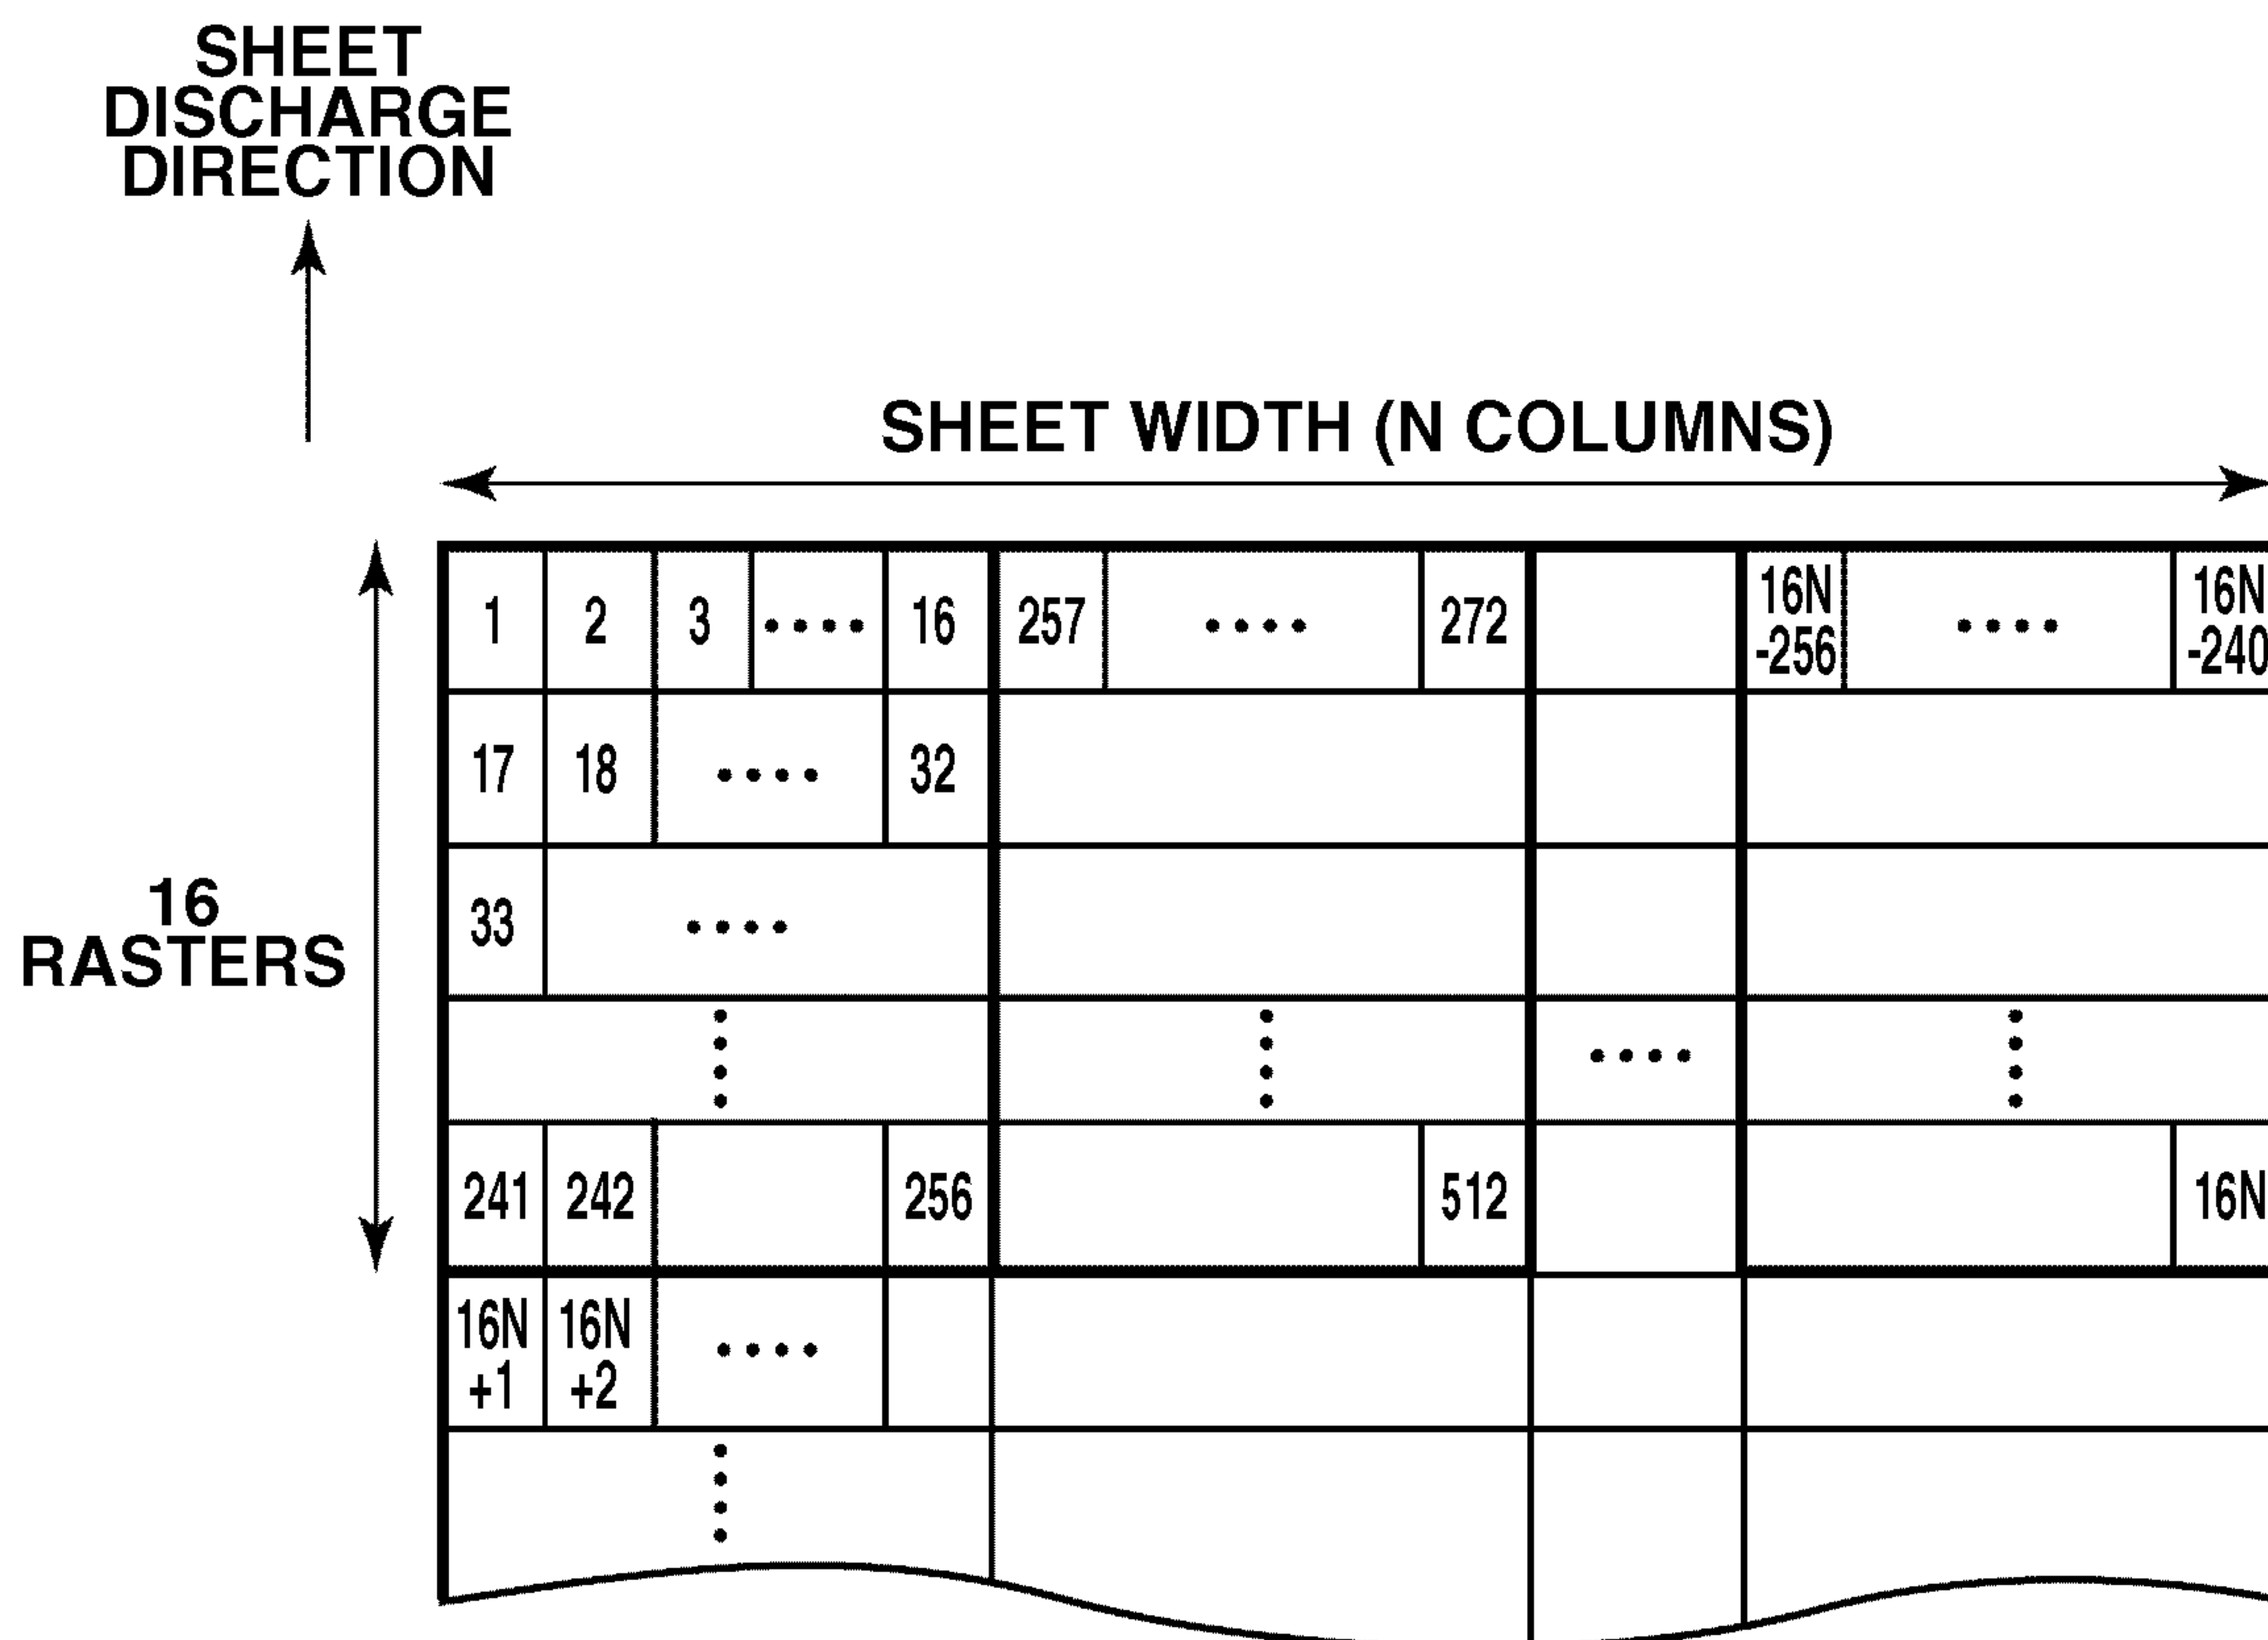 SHEET
DISCHARGE
DIRECTION
SHEET WIDTH (N COLUMNS)
16
RASTERS
1 2 3 •••• 16 257 •••• 272 16N -256 •••• 16N -240
17 18 •••• 32
33 ••••
••••
241 242 256 512 16N
16N +1 16N +2 ••••